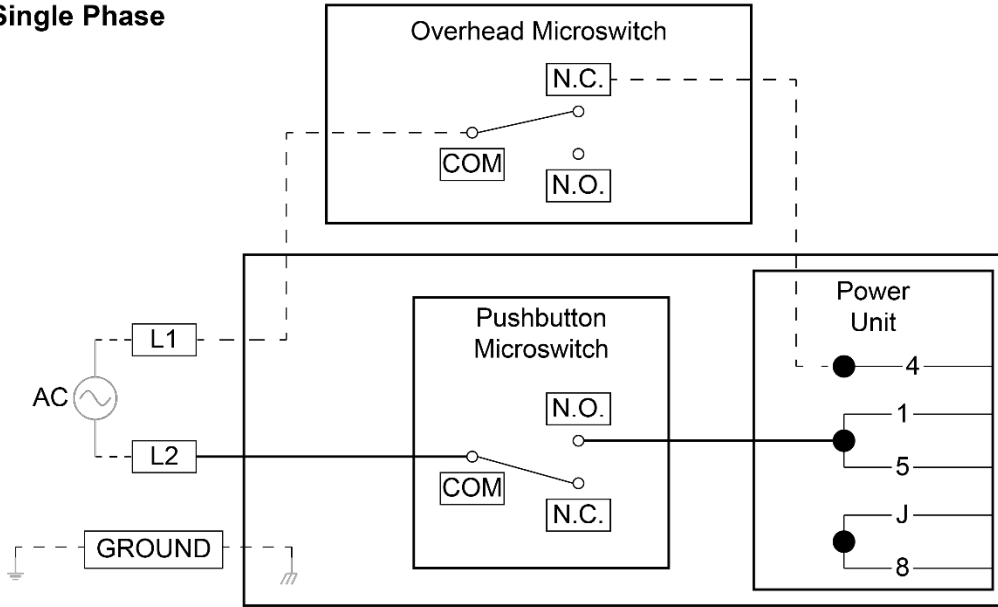 Single Phase
Overhead Microswitch
N.C.
COM
N.O.
Power
Unit
Pushbutton
Microswitch
L1
4
AC
N.O.
1
L2
5
COM
N.C.
J
GROUND
8